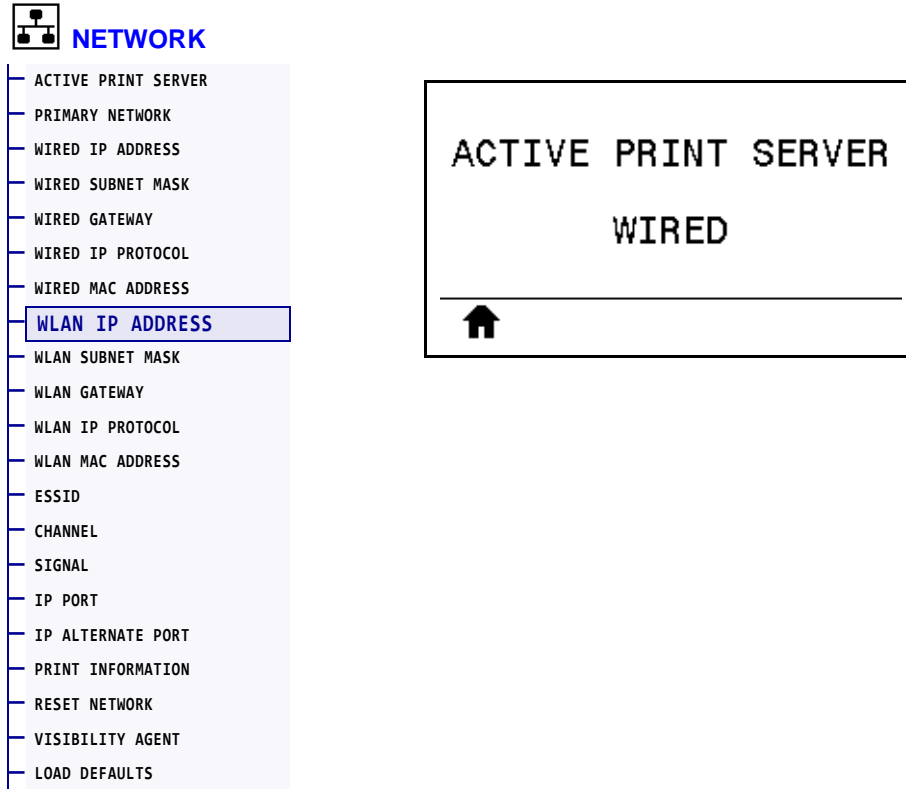 NETWORK
ACTIVE PRINT SERVER
PRIMARY NETWORK
WIRED IP ADDRESS
WIRED SUBNET MASK
WIRED GATEWAY
WIRED IP PROTOCOL
WIRED MAC ADDRESS
WLAN IP ADDRESS
WLAN SUBNET MASK
WLAN GATEWAY
WLAN IP PROTOCOL
WLAN MAC ADDRESS
ESSID
CHANNEL
SIGNAL
IP PORT
IP ALTERNATE PORT
PRINT INFORMATION
RESET NETWORK
VISIBILITY AGENT
LOAD DEFAULTS
ACTIVE PRINT SERVER
WIRED